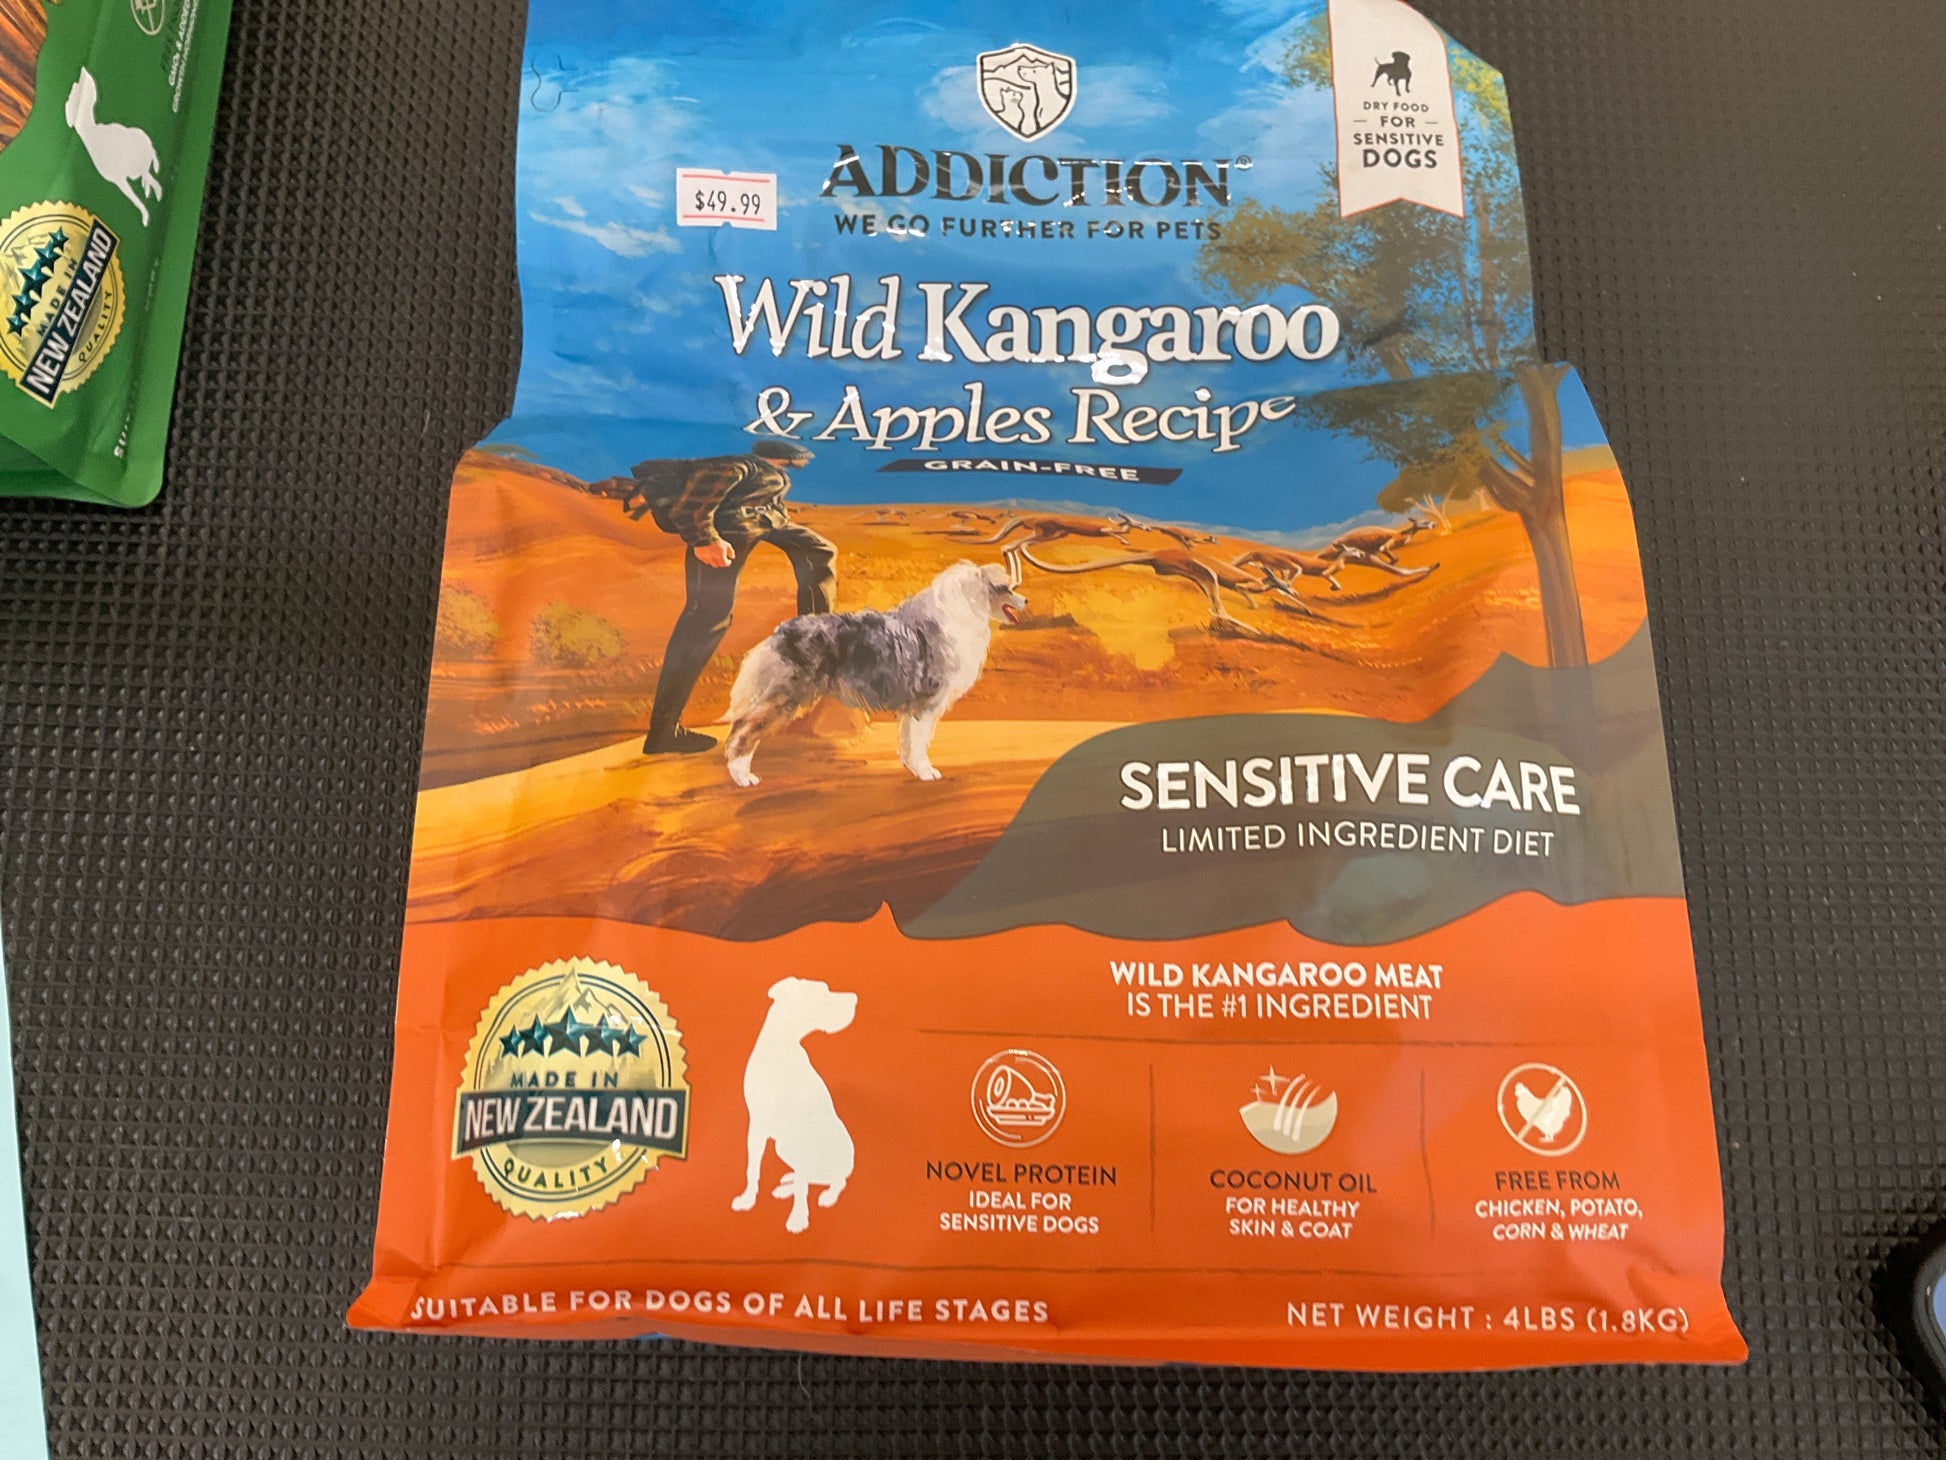 DRY FOOD
FOR
SENSITIVE
DOGS
ADDICTION®
$49.99
WE GO FURTHER FOR PETS
Wild Kangaroo
& Apples Recipe
GRAIN-FREE
SENSITIVE CARE
LIMITED INGREDIENT DIET
WILD KANGAROO MEAT
IS THE #1 INGREDIENT
MADE IN
NEW ZEALAND
QUALITY
NOVEL PROTEIN
IDEAL FOR
SENSITIVE DOGS
COCONUT OIL
FOR HEALTHY
SKIN & COAT
FREE FROM
CHICKEN, POTATO,
CORN & WHEAT
SUITABLE FOR DOGS OF ALL LIFE STAGES
NET WEIGHT : 4LBS (1.8KG)
MADE IN
NEW ZEALAND
QUALITY